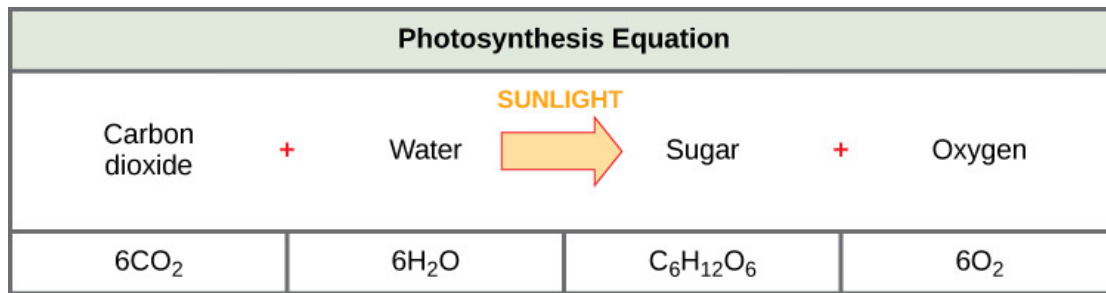 Photosynthesis Equation
SUNLIGHT
Carbon dioxide + Water Sugar + Oxygen
6CO₂ 6H₂O C₆H₁₂O₆ 6O₂